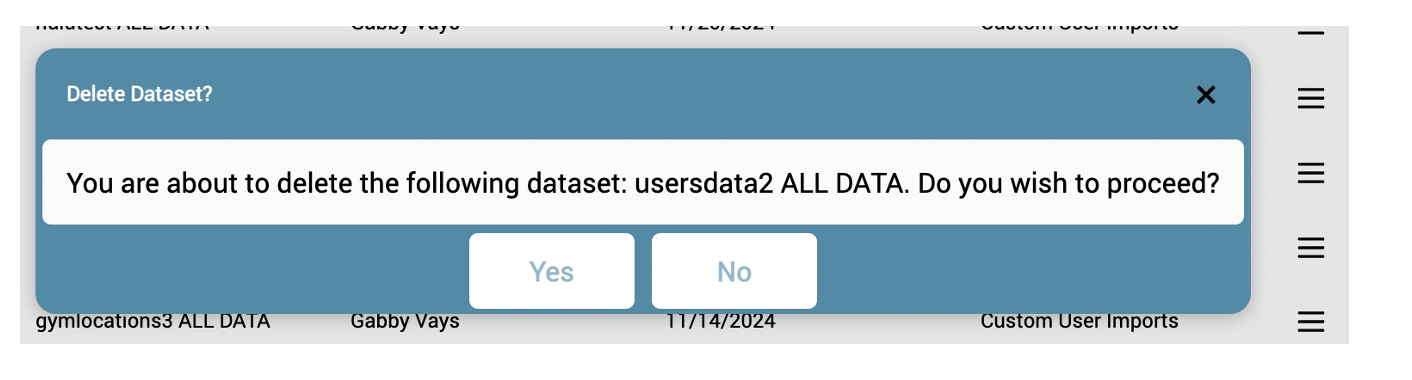 ALL DATA Gabby Vays 11/25/2024 Custom User Imports
Delete Dataset?
You are about to delete the following dataset: usersdata2 ALL DATA. Do you wish to proceed?
Yes No
gymlocations3 ALL DATA Gabby Vays 11/14/2024 Custom User Imports